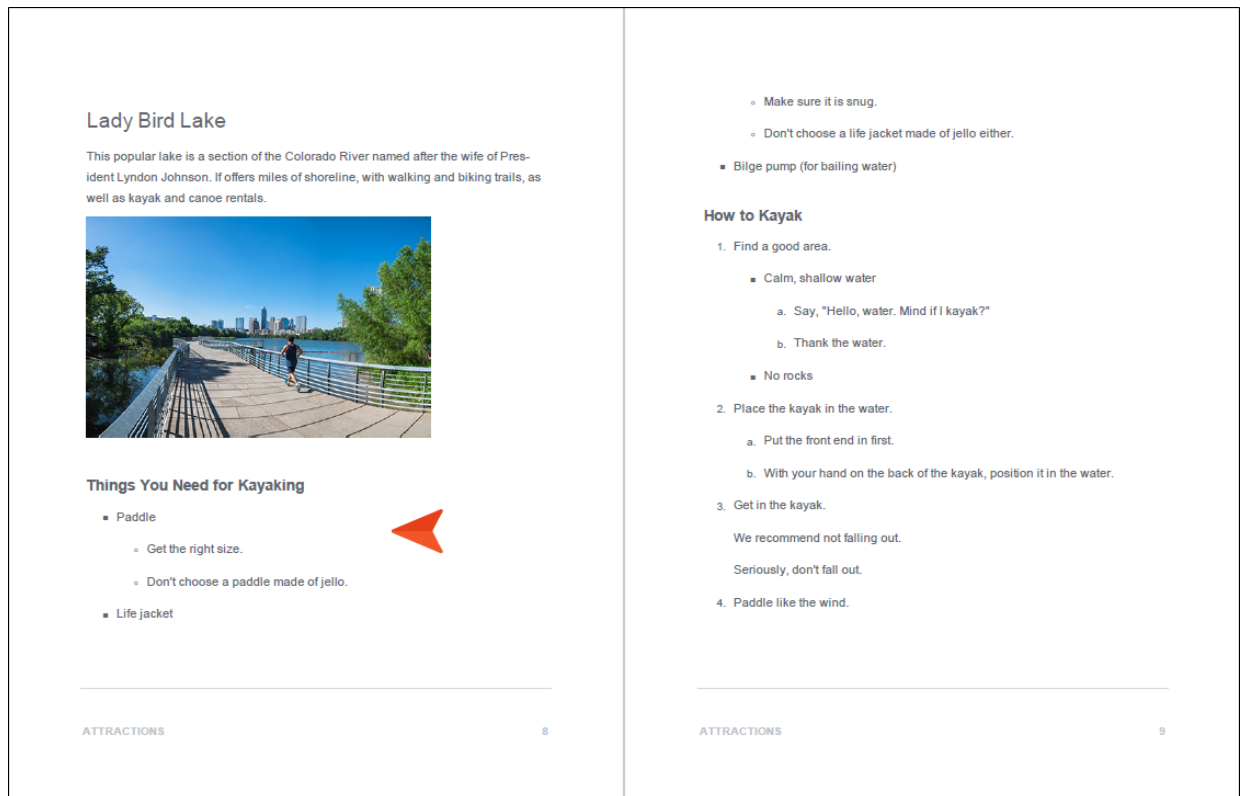 Lady Bird Lake
This popular lake is a section of the Colorado River named after the wife of Pres-
ident Lyndon Johnson. If offers miles of shoreline, with walking and biking trails, as
well as kayak and canoe rentals.
Things You Need for Kayaking
▪ Paddle
◦ Get the right size.
◦ Don't choose a paddle made of jello.
▪ Life jacket
ATTRACTIONS 8
◦ Make sure it is snug.
◦ Don't choose a life jacket made of jello either.
▪ Bilge pump (for bailing water)
How to Kayak
1. Find a good area.
▪ Calm, shallow water
a. Say, "Hello, water. Mind if I kayak?"
b. Thank the water.
▪ No rocks
2. Place the kayak in the water.
a. Put the front end in first.
b. With your hand on the back of the kayak, position it in the water.
3. Get in the kayak.
We recommend not falling out.
Seriously, don't fall out.
4. Paddle like the wind.
ATTRACTIONS 9